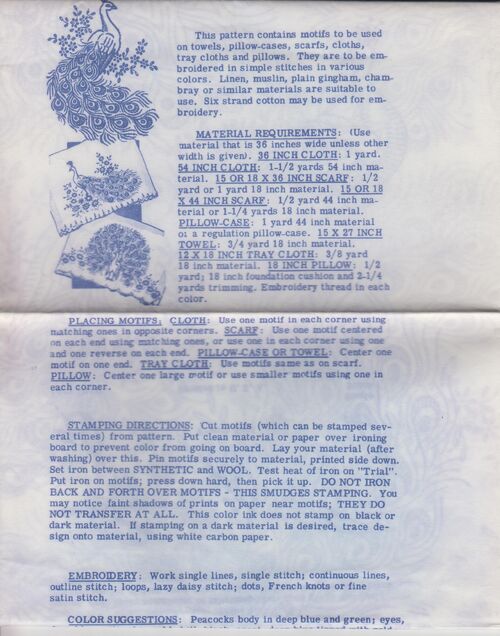 This pattern contains motifs to be used
on towels, pillow-cases, scarfs, cloths,
tray cloths and pillows. They are to be em-
broidered in simple stitches in various
colors. Linen, muslin, plain gingham, cham-
bray or similar materials are suitable to
use. Six strand cotton may be used for em-
broidery.
MATERIAL REQUIREMENTS: (Use
material that is 36 inches wide unless other
width is given). 36 INCH CLOTH: 1 yard.
54 INCH CLOTH: 1-1/2 yards 54 inch ma-
terial. 15 OR 18 X 36 INCH SCARF: 1/2
yard or 1 yard 18 inch material. 15 OR 18
X 44 INCH SCARF: 1/2 yard 44 inch ma-
terial or 1-1/4 yards 18 inch material.
PILLOW-CASE: 1 yard 44 inch material
or a regulation pillow-case. 15 X 27 INCH
TOWEL: 3/4 yard 18 inch material.
12 X 18 INCH TRAY CLOTH: 3/8 yard
18 inch material. 18 INCH PILLOW: 1/2
yard; 18 inch foundation cushion and 2-1/4
yards trimming. Embroidery thread in each
color.
PLACING MOTIFS; CLOTH: Use one motif in each corner using
matching ones in opposite corners. SCARF: Use one motif centered
on each end using matching ones, or use one in each corner using one
and one reverse on each end. PILLOW-CASE OR TOWEL: Center one
motif on one end. TRAY CLOTH: Use motifs same as on scarf.
PILLOW: Center one large motif or use smaller motifs using one in
each corner.
STAMPING DIRECTIONS: Cut motifs (which can be stamped sev-
eral times) from pattern. Put clean material or paper over ironing
board to prevent color from going on board. Lay your material (after
washing) over this. Pin motifs securely to material, printed side down.
Set iron between SYNTHETIC and WOOL. Test heat of iron on "Trial".
Put iron on motifs; press down hard, then pick it up. DO NOT IRON
BACK AND FORTH OVER MOTIFS - THIS SMUDGES STAMPING. You
may notice faint shadows of prints on paper near motifs; THEY DO
NOT TRANSFER AT ALL. This color ink does not stamp on black or
dark material. If stamping on a dark material is desired, trace de-
sign onto material, using white carbon paper.
EMBROIDERY: Work single lines, single stitch; continuous lines,
outline stitch; loops, lazy daisy stitch; dots, French knots or fine
satin stitch.
COLOR SUGGESTIONS: Peacocks body in deep blue and green; eyes,